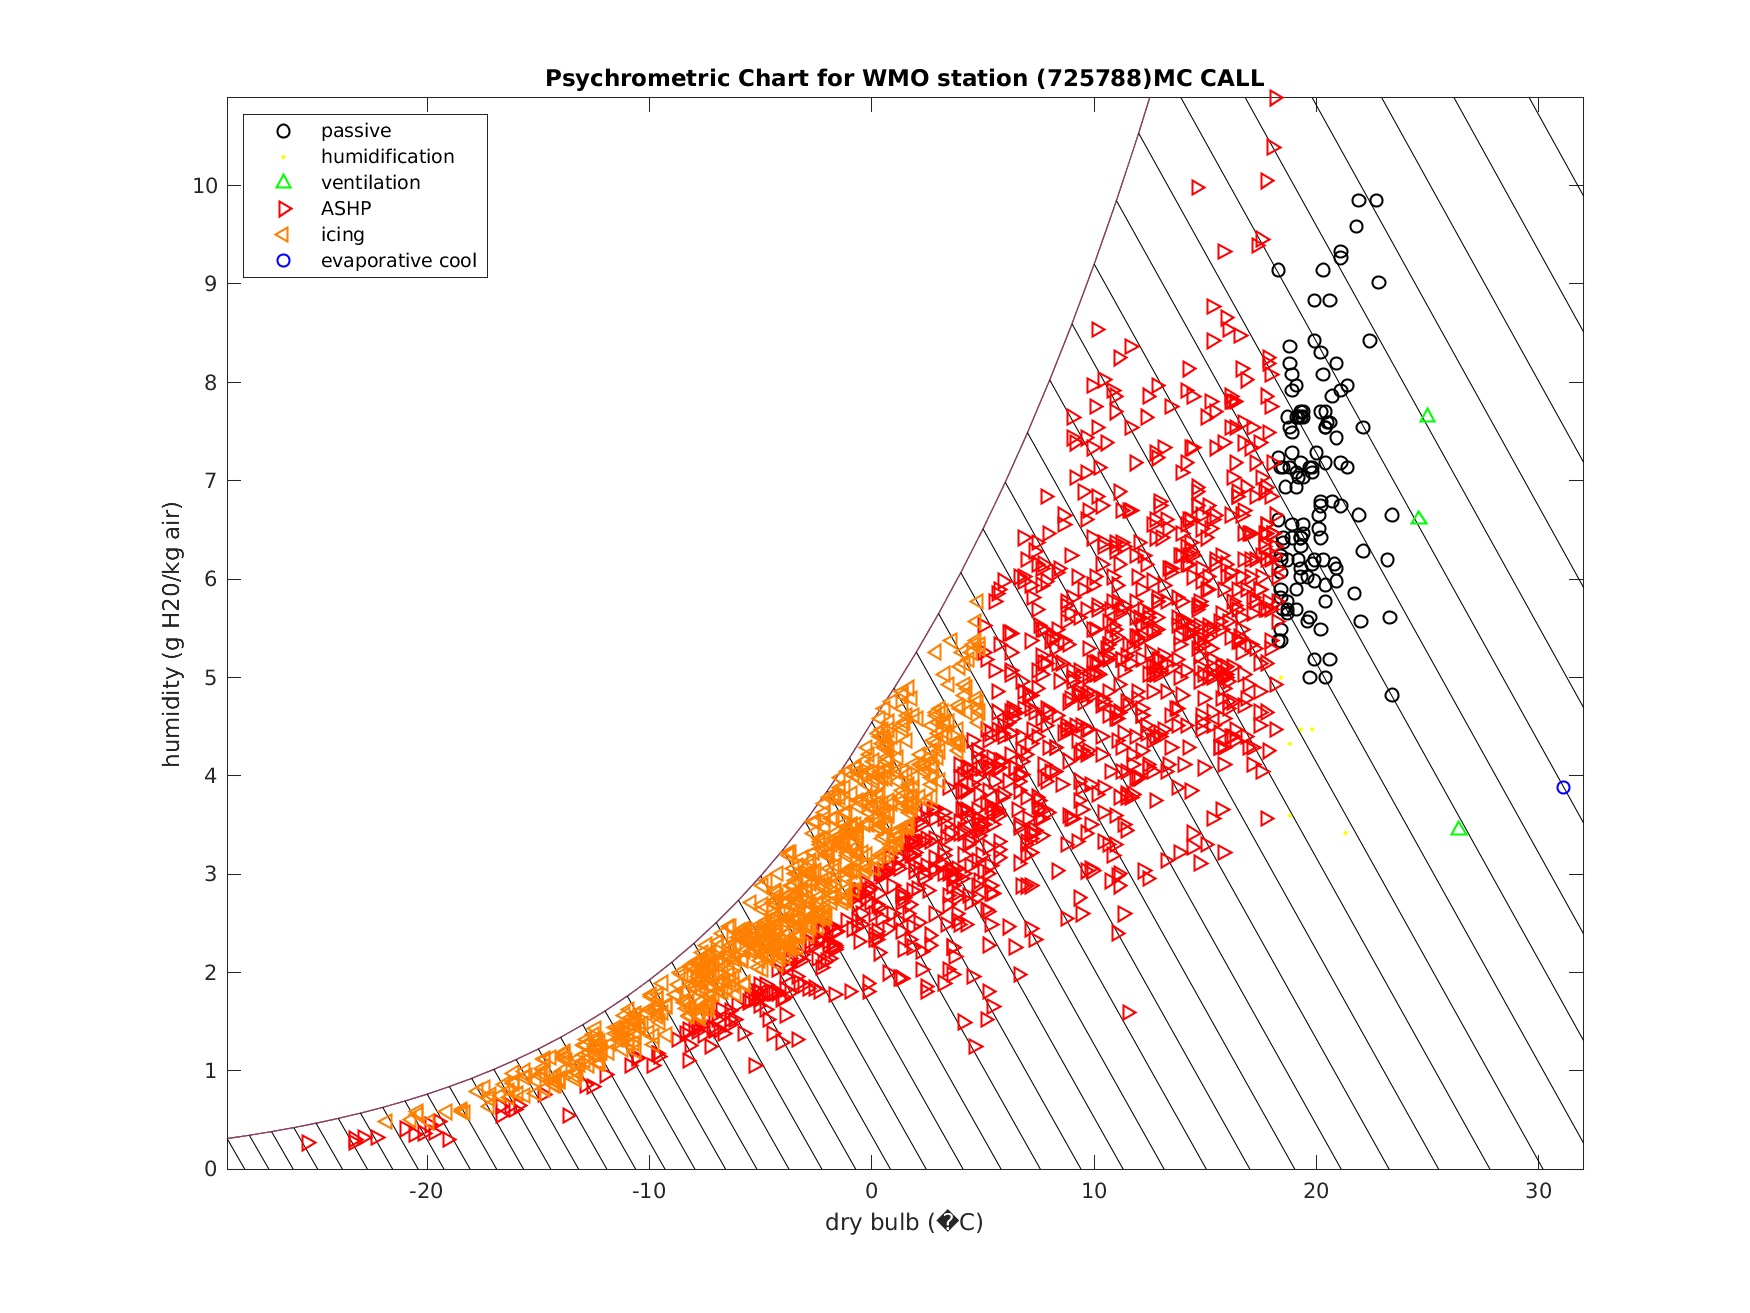 Psychrometric Chart for WMO station (725788)MC CALL
passive
humidification
ventilation
ASHP
icing
evaporative cool
humidity (g H20/kg air)
10
9
8
7
6
5
4
3
2
1
0
-20 -10 0 10 20 30
dry bulb (�C)